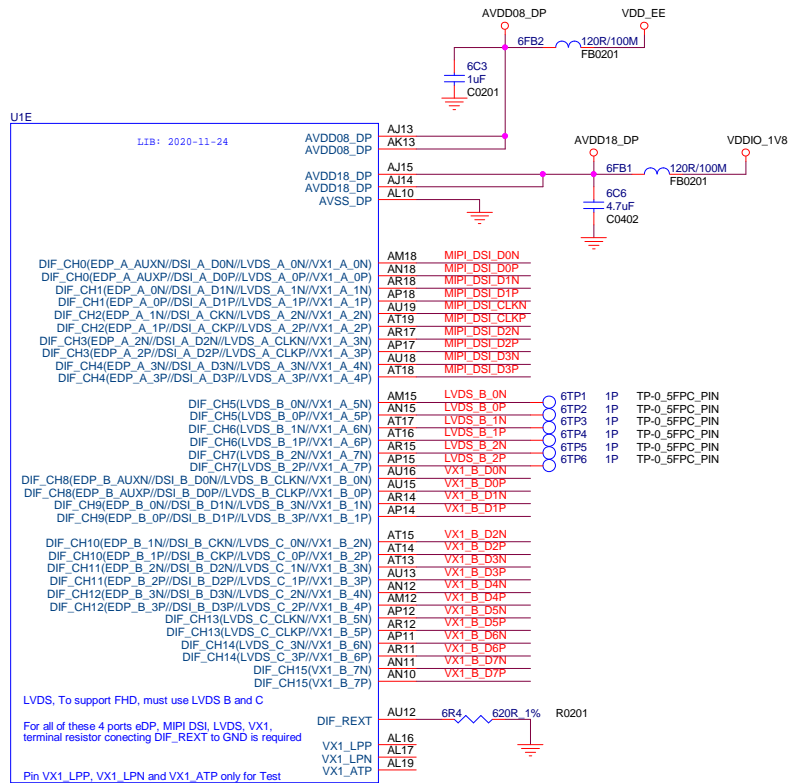 AVDD08_DP VDD_EE
6FB2 120R/100M
FB0201
6C3
1uF
C0201
U1E
LIB: 2020-11-24
AVDD08_DP AJ13
AVDD08_DP AK13
AVDD18_DP VDDIO_1V8
AVDD18_DP AJ15
AVDD18_DP AJ14
AVSS_DP AL10
6FB1 120R/100M
FB0201
6C6
4.7uF
C0402
DIF_CH0(EDP_A_AUXN//DSI_A_D0N//LVDS_A_0N//VX1_A_0N) AM18 MIPI_DSI_D0N
DIF_CH0(EDP_A_AUXP//DSI_A_D0P//LVDS_A_0P//VX1_A_0P) AN18 MIPI_DSI_D0P
DIF_CH1(EDP_A_0N//DSI_A_D1N//LVDS_A_1N//VX1_A_1N) AR18 MIPI_DSI_D1N
DIF_CH1(EDP_A_0P//DSI_A_D1P//LVDS_A_1P//VX1_A_1P) AP18 MIPI_DSI_D1P
DIF_CH2(EDP_A_1N//DSI_A_CKN//LVDS_A_2N//VX1_A_2N) AU19 MIPI_DSI_CLKN
DIF_CH2(EDP_A_1P//DSI_A_CKP//LVDS_A_2P//VX1_A_2P) AT19 MIPI_DSI_CLKP
DIF_CH3(EDP_A_2N//DSI_A_D2N//LVDS_A_CLKN//VX1_A_3N) AR17 MIPI_DSI_D2N
DIF_CH3(EDP_A_2P//DSI_A_D2P//LVDS_A_CLKP//VX1_A_3P) AP17 MIPI_DSI_D2P
DIF_CH4(EDP_A_3N//DSI_A_D3N//LVDS_A_3N//VX1_A_4N) AU18 MIPI_DSI_D3N
DIF_CH4(EDP_A_3P//DSI_A_D3P//LVDS_A_3P//VX1_A_4P) AT18 MIPI_DSI_D3P
DIF_CH5(LVDS_B_0N//VX1_A_5N) AM15 LVDS_B_0N 6TP1 1P TP-0_5FPC_PIN
DIF_CH5(LVDS_B_0P//VX1_A_5P) AN15 LVDS_B_0P 6TP2 1P TP-0_5FPC_PIN
DIF_CH6(LVDS_B_1N//VX1_A_6N) AT17 LVDS_B_1N 6TP3 1P TP-0_5FPC_PIN
DIF_CH6(LVDS_B_1P//VX1_A_6P) AT16 LVDS_B_1P 6TP4 1P TP-0_5FPC_PIN
DIF_CH7(LVDS_B_2N//VX1_A_7N) AR15 LVDS_B_2N 6TP5 1P TP-0_5FPC_PIN
DIF_CH7(LVDS_B_2P//VX1_A_7P) AP15 LVDS_B_2P 6TP6 1P TP-0_5FPC_PIN
DIF_CH8(EDP_B_AUXN//DSI_B_D0N//LVDS_B_CLKN//VX1_B_0N) AU16 VX1_B_D0N
DIF_CH8(EDP_B_AUXP//DSI_B_D0P//LVDS_B_CLKP//VX1_B_0P) AU15 VX1_B_D0P
DIF_CH9(EDP_B_0N//DSI_B_D1N//LVDS_B_3N//VX1_B_1N) AR14 VX1_B_D1N
DIF_CH9(EDP_B_0P//DSI_B_D1P//LVDS_B_3P//VX1_B_1P) AP14 VX1_B_D1P
DIF_CH10(EDP_B_1N//DSI_B_CKN//LVDS_C_0N//VX1_B_2N) AT15 VX1_B_D2N
DIF_CH10(EDP_B_1P//DSI_B_CKP//LVDS_C_0P//VX1_B_2P) AT14 VX1_B_D2P
DIF_CH11(EDP_B_2N//DSI_B_D2N//LVDS_C_1N//VX1_B_3N) AT13 VX1_B_D3N
DIF_CH11(EDP_B_2P//DSI_B_D2P//LVDS_C_1P//VX1_B_3P) AU13 VX1_B_D3P
DIF_CH12(EDP_B_3N//DSI_B_D3N//LVDS_C_2N//VX1_B_4N) AN12 VX1_B_D4N
DIF_CH12(EDP_B_3P//DSI_B_D3P//LVDS_C_2P//VX1_B_4P) AM12 VX1_B_D4P
DIF_CH13(LVDS_C_CLKN//VX1_B_5N) AP12 VX1_B_D5N
DIF_CH13(LVDS_C_CLKP//VX1_B_5P) AR12 VX1_B_D5P
DIF_CH14(LVDS_C_3N//VX1_B_6N) AP11 VX1_B_D6N
DIF_CH14(LVDS_C_3P//VX1_B_6P) AR11 VX1_B_D6P
DIF_CH15(VX1_B_7N) AN11 VX1_B_D7N
DIF_CH15(VX1_B_7P) AN10 VX1_B_D7P
LVDS, To support FHD, must use LVDS B and C
For all of these 4 ports eDP, MIPI DSI, LVDS, VX1,
terminal resistor conecting DIF_REXT to GND is required
DIF_REXT AU12 6R4 620R_1% R0201
VX1_LPP AL16
VX1_LPN AL17
VX1_ATP AL19
Pin VX1_LPP, VX1_LPN and VX1_ATP only for Test